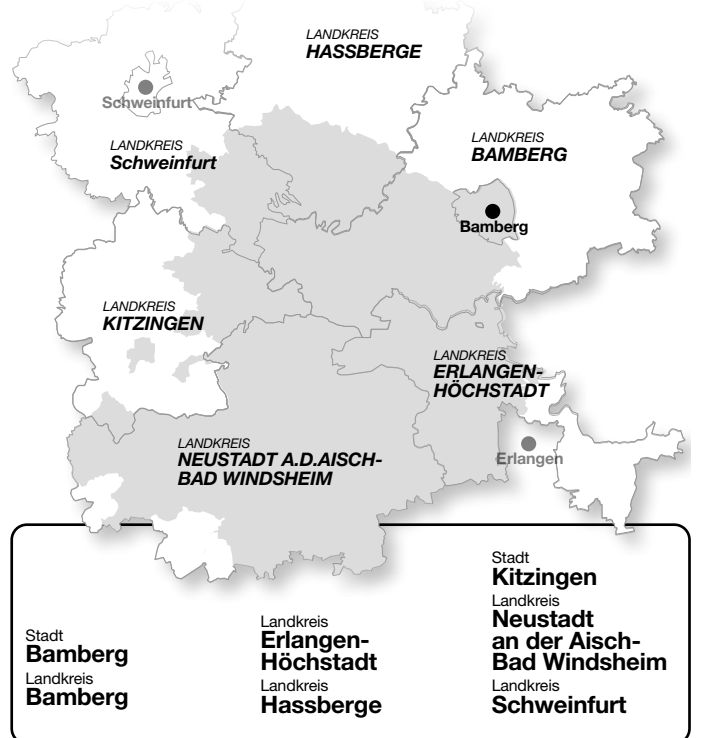 LANDKREIS
HASSBERGE
Schweinfurt
LANDKREIS
Schweinfurt
LANDKREIS
BAMBERG
Bamberg
LANDKREIS
KITZINGEN
LANDKREIS
ERLANGEN-
HÖCHSTADT
LANDKREIS
NEUSTADT A.D.AISCH-
BAD WINDSHEIM
Erlangen
Stadt
Bamberg
Landkreis
Bamberg
Landkreis
Erlangen-
Höchstadt
Landkreis
Hassberge
Stadt
Kitzingen
Landkreis
Neustadt
an der Aisch-
Bad Windsheim
Landkreis
Schweinfurt